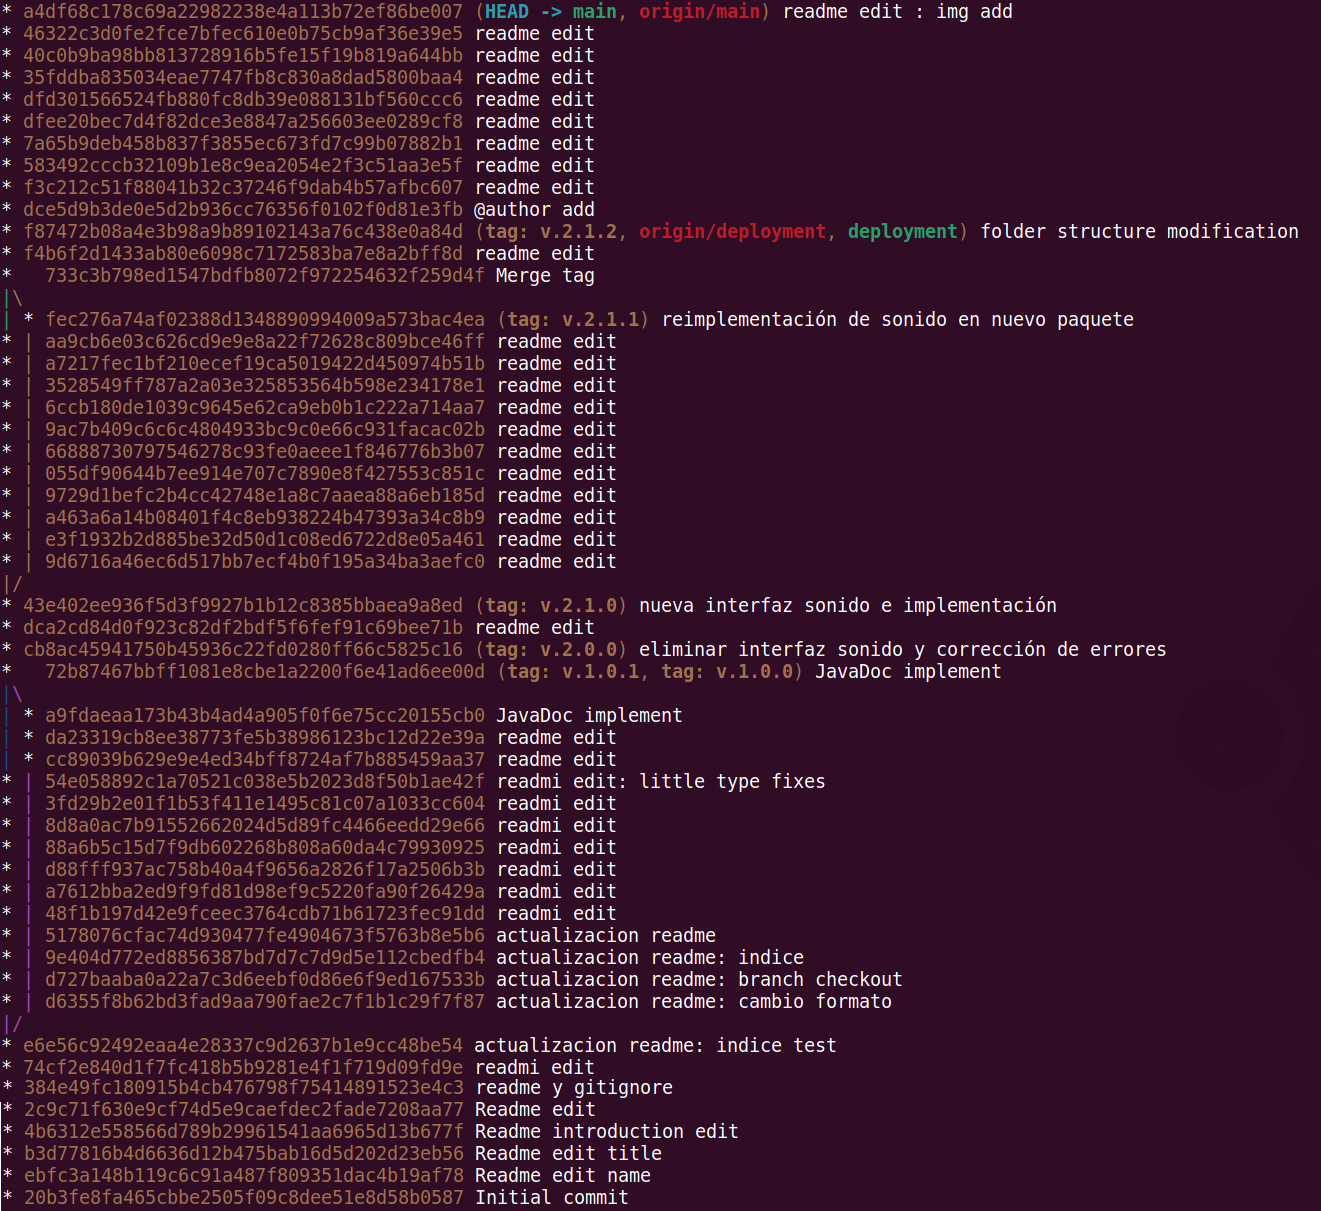 * a4df68c178c69a22982238e4a113b72ef86be007 (HEAD -> main, origin/main) readme edit : img add
* 46322c3d0fe2fce7bfec610e0b75cb9af36e39e5 readme edit
* 40c0b9ba98bb813728916b5fe15f19b819a644bb readme edit
* 35fddba835034eae7747fb8c830a8dad5800baa4 readme edit
* dfd301566524fb880fc8db39e088131bf560ccc6 readme edit
* dfee20bec7d4f82dce3e8847a256603ee0289cf8 readme edit
* 7a65b9deb458b837f3855ec673fd7c99b07882b1 readme edit
* 583492cccb32109b1e8c9ea2054e2f3c51aa3e5f readme edit
* f3c212c51f88041b32c37246f9dab4b57afbc607 readme edit
* dce5d9b3de0e5d2b936cc76356f0102f0d81e3fb @author add
* f87472b08a4e3b98a9b89102143a76c438e0a84d (tag: v.2.1.2, origin/deployment, deployment) folder structure modification
* f4b6f2d1433ab80e6098c7172583ba7e8a2bff8d readme edit
*   733c3b798ed1547bdfb8072f972254632f259d4f Merge tag
|\
| * fec276a74af02388d1348890994009a573bac4ea (tag: v.2.1.1) reimplementación de sonido en nuevo paquete
* | aa9cb6e03c626cd9e9e8a22f72628c809bce46ff readme edit
* | a7217fec1bf210ecef19ca5019422d450974b51b readme edit
* | 3528549ff787a2a03e325853564b598e234178e1 readme edit
* | 6ccb180de1039c9645e62ca9eb0b1c222a714aa7 readme edit
* | 9ac7b409c6c6c4804933bc9c0e66c931facac02b readme edit
* | 66888730797546278c93fe0aeee1f846776b3b07 readme edit
* | 055df90644b7ee914e707c7890e8f427553c851c readme edit
* | 9729d1befc2b4cc42748e1a8c7aaea88a6eb185d readme edit
* | a463a6a14b08401f4c8eb938224b47393a34c8b9 readme edit
* | e3f1932b2d885be32d50d1c08ed6722d8e05a461 readme edit
* | 9d6716a46ec6d517bb7ecf4b0f195a34ba3aefc0 readme edit
|/
* 43e402ee936f5d3f9927b1b12c8385bbaea9a8ed (tag: v.2.1.0) nueva interfaz sonido e implementación
* dca2cd84d0f923c82df2bdf5f6fef91c69bee71b readme edit
* cb8ac45941750b45936c22fd0280ff66c5825c16 (tag: v.2.0.0) eliminar interfaz sonido y corrección de errores
*   72b87467bbff1081e8cbe1a2200f6e41ad6ee00d (tag: v.1.0.1, tag: v.1.0.0) JavaDoc implement
|\
| * a9fdaeaa173b43b4ad4a905f0f6e75cc20155cb0 JavaDoc implement
| * da23319cb8ee38773fe5b38986123bc12d22e39a readme edit
| * cc89039b629e9e4ed34bff8724af7b885459aa37 readme edit
* | 54e058892c1a70521c038e5b2023d8f50b1ae42f readmi edit: little type fixes
* | 3fd29b2e01f1b53f411e1495c81c07a1033cc604 readmi edit
* | 8d8a0ac7b91552662024d5d89fc4466eedd29e66 readmi edit
* | 88a6b5c15d7f9db602268b808a60da4c79930925 readmi edit
* | d88fff937ac758b40a4f9656a2826f17a2506b3b readmi edit
* | a7612bba2ed9f9fd81d98ef9c5220fa90f26429a readmi edit
* | 48f1b197d42e9fceec3764cdb71b61723fec91dd readmi edit
* | 5178076cfac74d930477fe4904673f5763b8e5b6 actualizacion readme
* | 9e404d772ed8856387bd7d7c7d9d5e112cbedfb4 actualizacion readme: indice
* | d727baaba0a22a7c3d6eebf0d86e6f9ed167533b actualizacion readme: branch checkout
* | d6355f8b62bd3fad9aa790fae2c7f1b1c29f7f87 actualizacion readme: cambio formato
|/
* e6e56c92492eaa4e28337c9d2637b1e9cc48be54 actualizacion readme: indice test
* 74cf2e840d1f7fc418b5b9281e4f1f719d09fd9e readmi edit
* 384e49fc180915b4cb476798f75414891523e4c3 readme y gitignore
* 2c9c71f630e9cf74d5e9caefdec2fade7208aa77 Readme edit
* 4b6312e558566d789b29961541aa6965d13b677f Readme introduction edit
* b3d77816b4d6636d12b475bab16d5d202d23eb56 Readme edit title
* ebfc3a148b119c6c91a487f809351dac4b19af78 Readme edit name
* 20b3fe8fa465cbbe2505f09c8dee51e8d58b0587 Initial commit